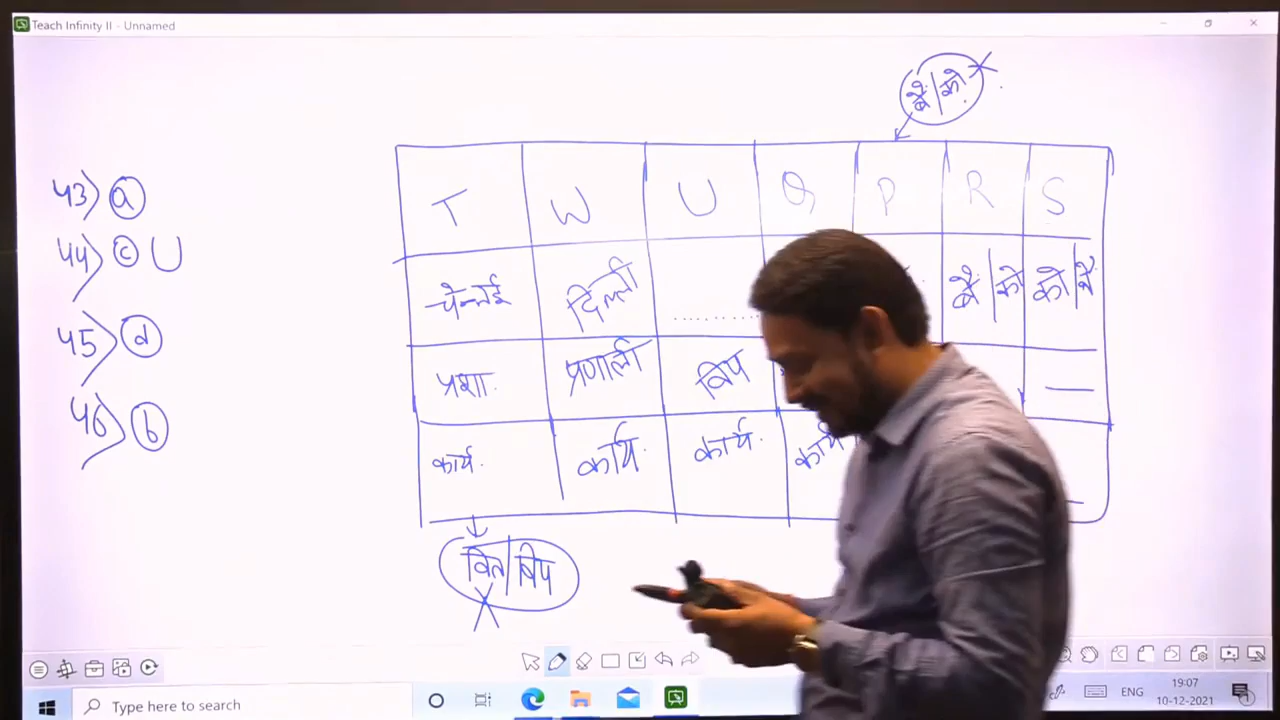 Teach Infinity II - Unnamed
बैं/को
T W U Q P R S
43) a
44) c U
45) d
46) b
चेन्नई दिल्ली बैं/को को/बैं
प्रशा. प्रणाली विप
कार्य. कार्य. कार्य. कार्य
वित/विप
Type here to search
ENG
19:07
10-12-2021